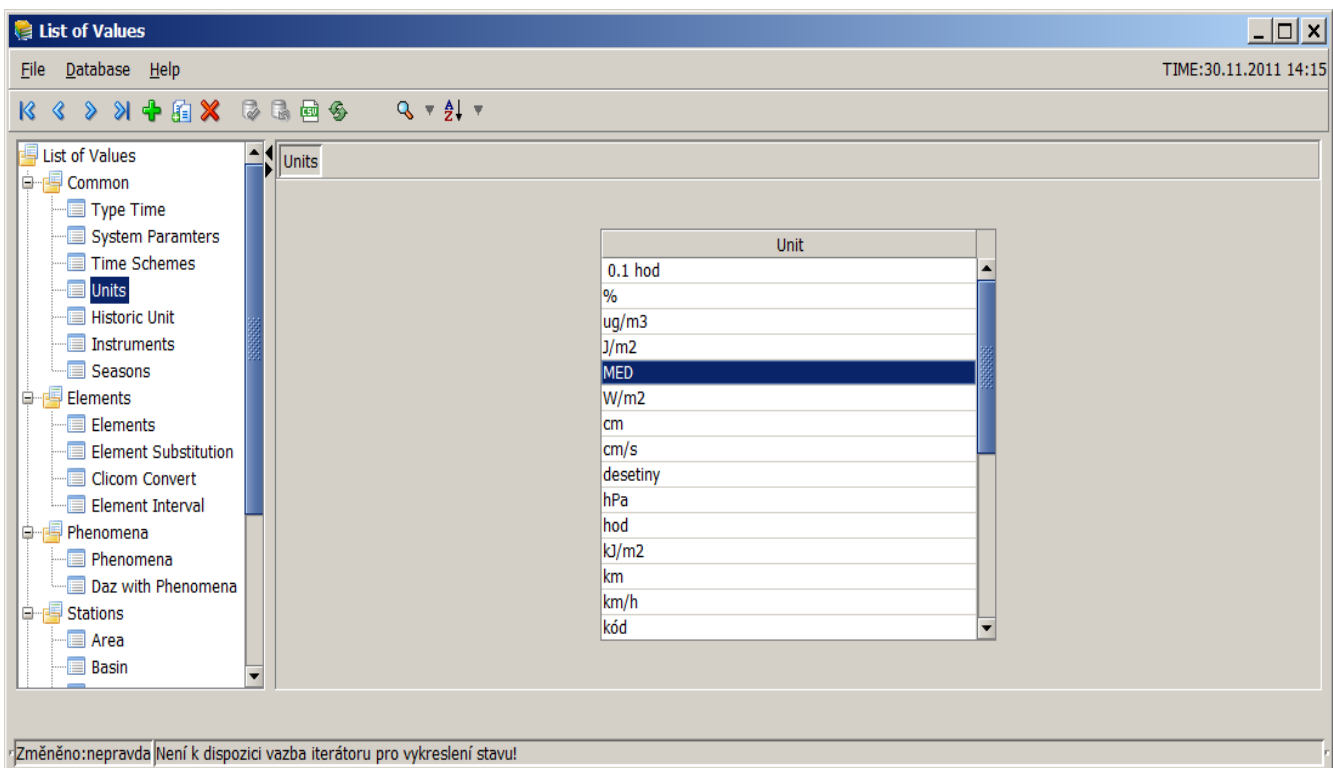 List of Values
File Database Help
TIME:30.11.2011 14:15
List of Values
Common
Type Time
System Paramters
Time Schemes
Units
Historic Unit
Instruments
Seasons
Elements
Elements
Element Substitution
Clicom Convert
Element Interval
Phenomena
Phenomena
Daz with Phenomena
Stations
Area
Basin
Units
Unit
0.1 hod
%
ug/m3
J/m2
MED
W/m2
cm
cm/s
desetiny
hPa
hod
kJ/m2
km
km/h
kód
Změněno:nepravda Není k dispozici vazba iterátoru pro vykreslení stavu!